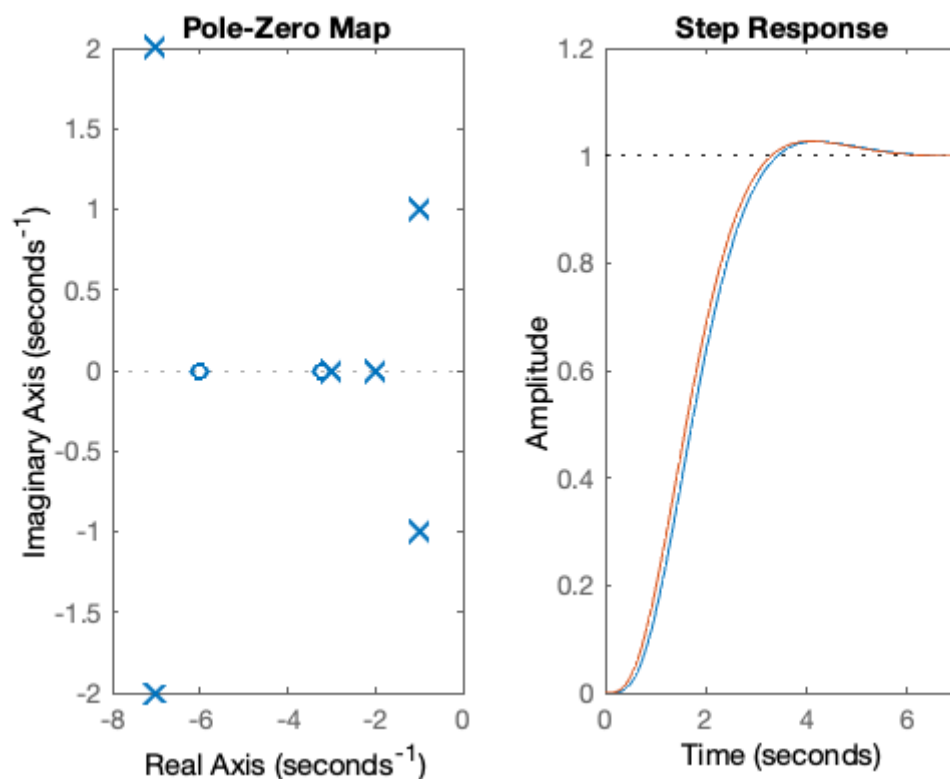 Pole-Zero Map
2
1.5
1
0.5
0
-0.5
-1
-1.5
-2
-8 -6 -4 -2 0
Imaginary Axis (seconds-1)
Real Axis (seconds-1)
Step Response
1.2
1
0.8
0.6
0.4
0.2
0
0 2 4 6
Amplitude
Time (seconds)